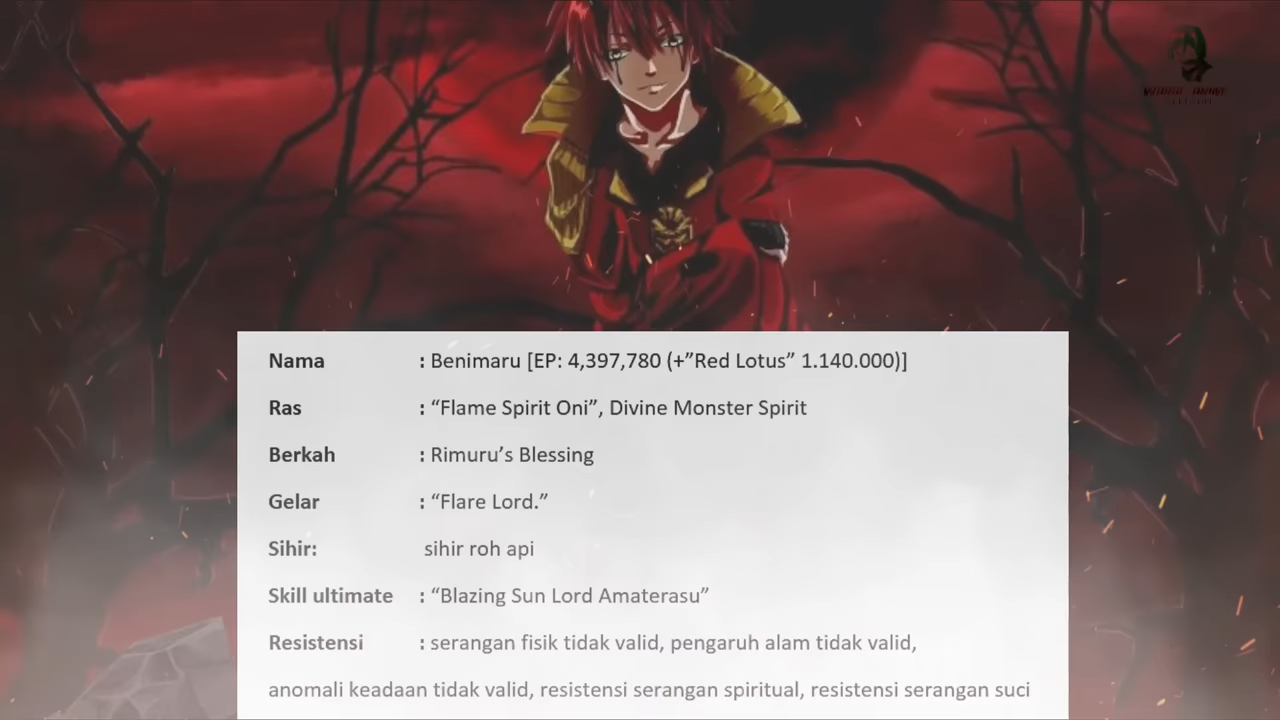 Nama : Benimaru [EP: 4,397,780 (+”Red Lotus” 1.140.000)]
Ras : “Flame Spirit Oni”, Divine Monster Spirit
Berkah : Rimuru’s Blessing
Gelar : “Flare Lord.”
Sihir: sihir roh api
Skill ultimate : “Blazing Sun Lord Amaterasu”
Resistensi : serangan fisik tidak valid, pengaruh alam tidak valid,
anomali keadaan tidak valid, resistensi serangan spiritual, resistensi serangan suci